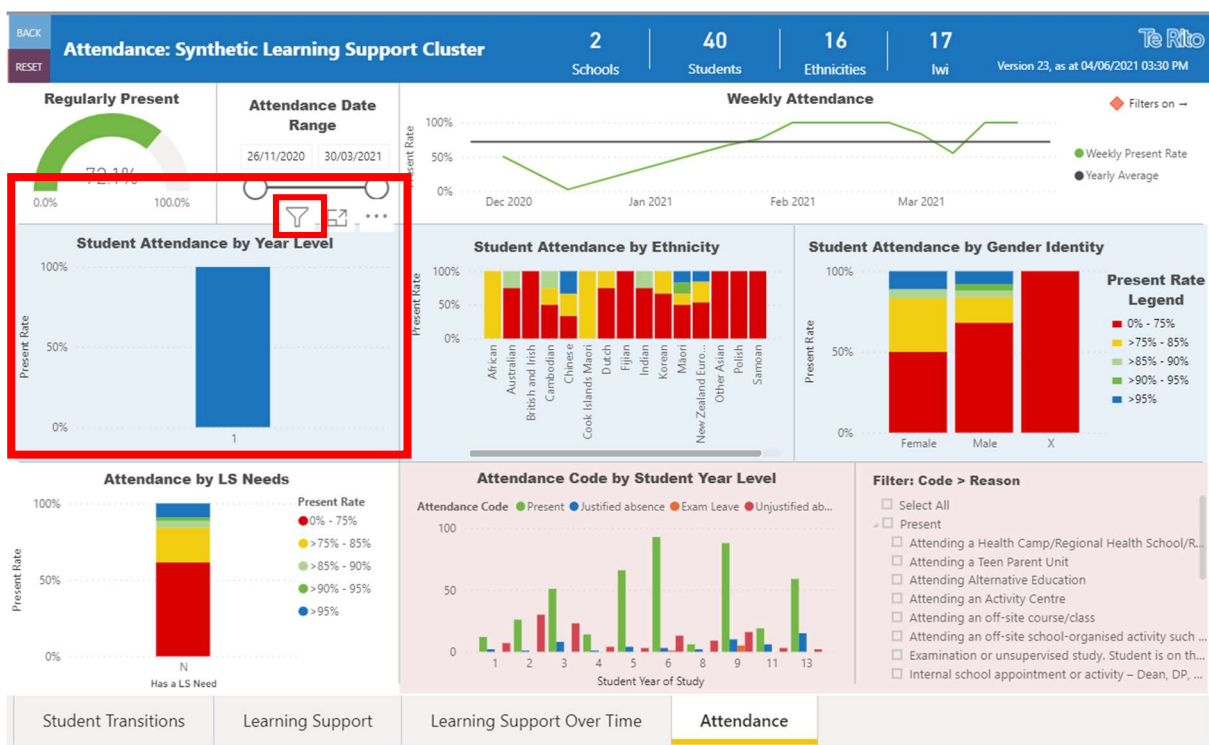 BACK
RESET
Attendance: Synthetic Learning Support Cluster
2
Schools
40
Students
16
Ethnicities
17
Iwi
Te Rito
Version 23, as at 04/06/2021 03:30 PM
Regularly Present
72.1%
0.0%
100.0%
Attendance Date
Range
26/11/2020
30/03/2021
Weekly Attendance
Filters on →
Present Rate
100%
50%
0%
Dec 2020
Jan 2021
Feb 2021
Mar 2021
Weekly Present Rate
Yearly Average
Student Attendance by Year Level
Present Rate
100%
50%
0%
1
Student Attendance by Ethnicity
Present Rate
100%
50%
0%
African
Australian
British and Irish
Cambodian
Chinese
Cook Islands Maori
Dutch
Fijian
Indian
Korean
Maori
New Zealand Euro...
Other Asian
Polish
Samoan
Student Attendance by Gender Identity
Present Rate
100%
50%
0%
Female
Male
X
Present Rate
Legend
0% - 75%
>75% - 85%
>85% - 90%
>90% - 95%
>95%
Attendance by LS Needs
Present Rate
100%
50%
0%
N
Has a LS Need
Present Rate
0% - 75%
>75% - 85%
>85% - 90%
>90% - 95%
>95%
Attendance Code by Student Year Level
Attendance Code
Present
Justified absence
Exam Leave
Unjustified ab...
100
50
0
1
2
3
4
5
6
8
9
11
13
Student Year of Study
Filter: Code > Reason
Select All
Present
Attending a Health Camp/Regional Health School/R...
Attending a Teen Parent Unit
Attending Alternative Education
Attending an Activity Centre
Attending an off-site course/class
Attending an off-site school-organised activity such ...
Examination or unsupervised study. Student is on th...
Internal school appointment or activity – Dean, DP, ...
Student Transitions
Learning Support
Learning Support Over Time
Attendance